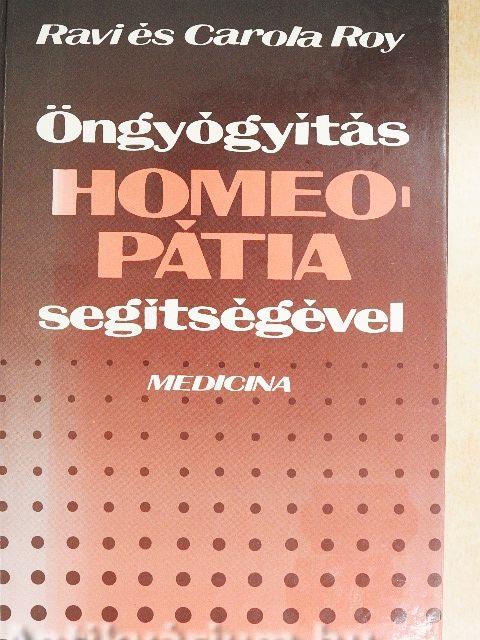 Ravi és Carola Roy
Öngyógyítás
HOMEO-
PÁTIA
segítségével
MEDICINA